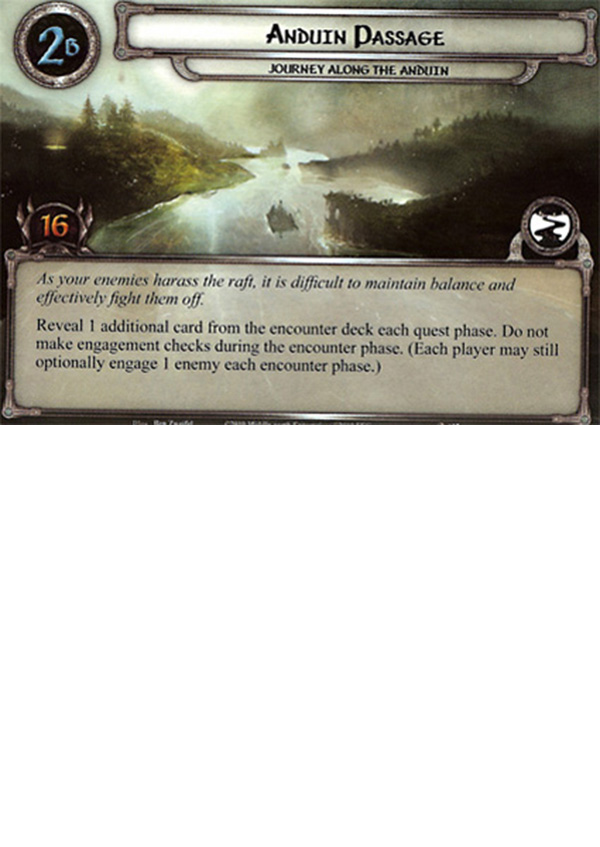 2B
ANDUIN PASSAGE
JOURNEY ALONG THE ANDUIN
16
As your enemies harass the raft, it is difficult to maintain balance and
effectively fight them off.
Reveal 1 additional card from the encounter deck each quest phase. Do not
make engagement checks during the encounter phase. (Each player may still
optionally engage 1 enemy each encounter phase.)